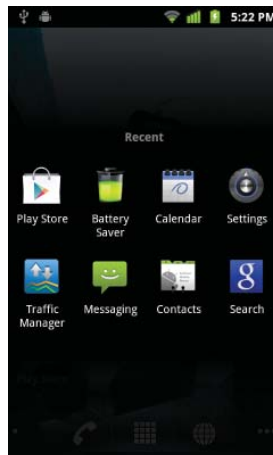 5:22 PM
Recent
Play Store Battery Saver Calendar Settings
Traffic Manager Messaging Contacts Search